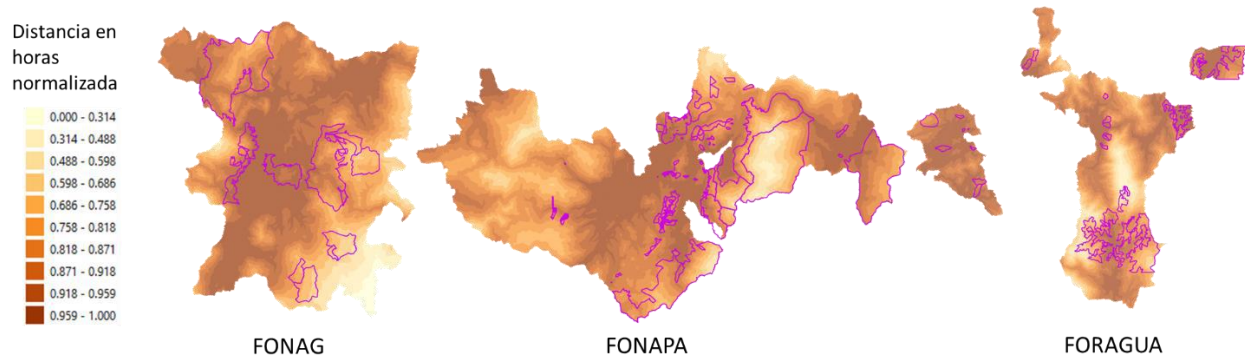 Distancia en
horas
normalizada
0.000 - 0.314
0.314 - 0.488
0.488 - 0.598
0.598 - 0.686
0.686 - 0.758
0.758 - 0.818
0.818 - 0.871
0.871 - 0.918
0.918 - 0.959
0.959 - 1.000
FONAG
FONAPA
FORAGUA